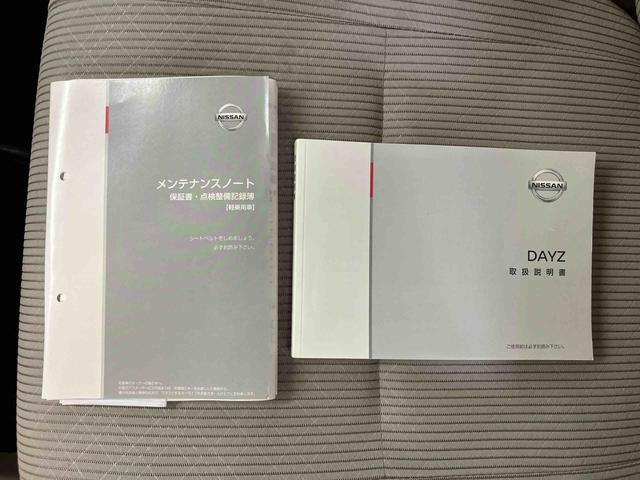 NISSAN
メンテナンスノート
保証書・点検整備記録簿
【軽乗用車】
シートベルトをしめましょう。
必ずお読み下さい。
NISSAN
DAYZ
取扱説明書
ご使用前は必ずお読み下さい。